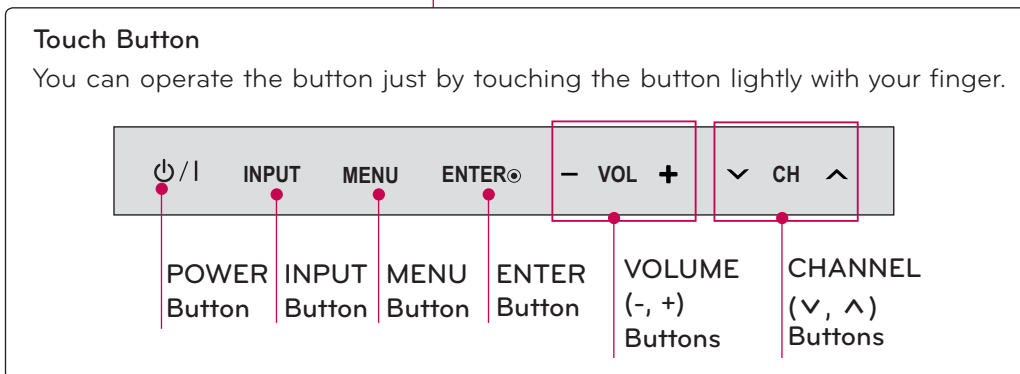 Touch Button
You can operate the button just by touching the button lightly with your finger.
⏻/I INPUT MENU ENTER⦿ − VOL + ∨ CH ∧
POWER Button
INPUT Button
MENU Button
ENTER Button
VOLUME
(-, +)
Buttons
CHANNEL
(∨, ∧)
Buttons